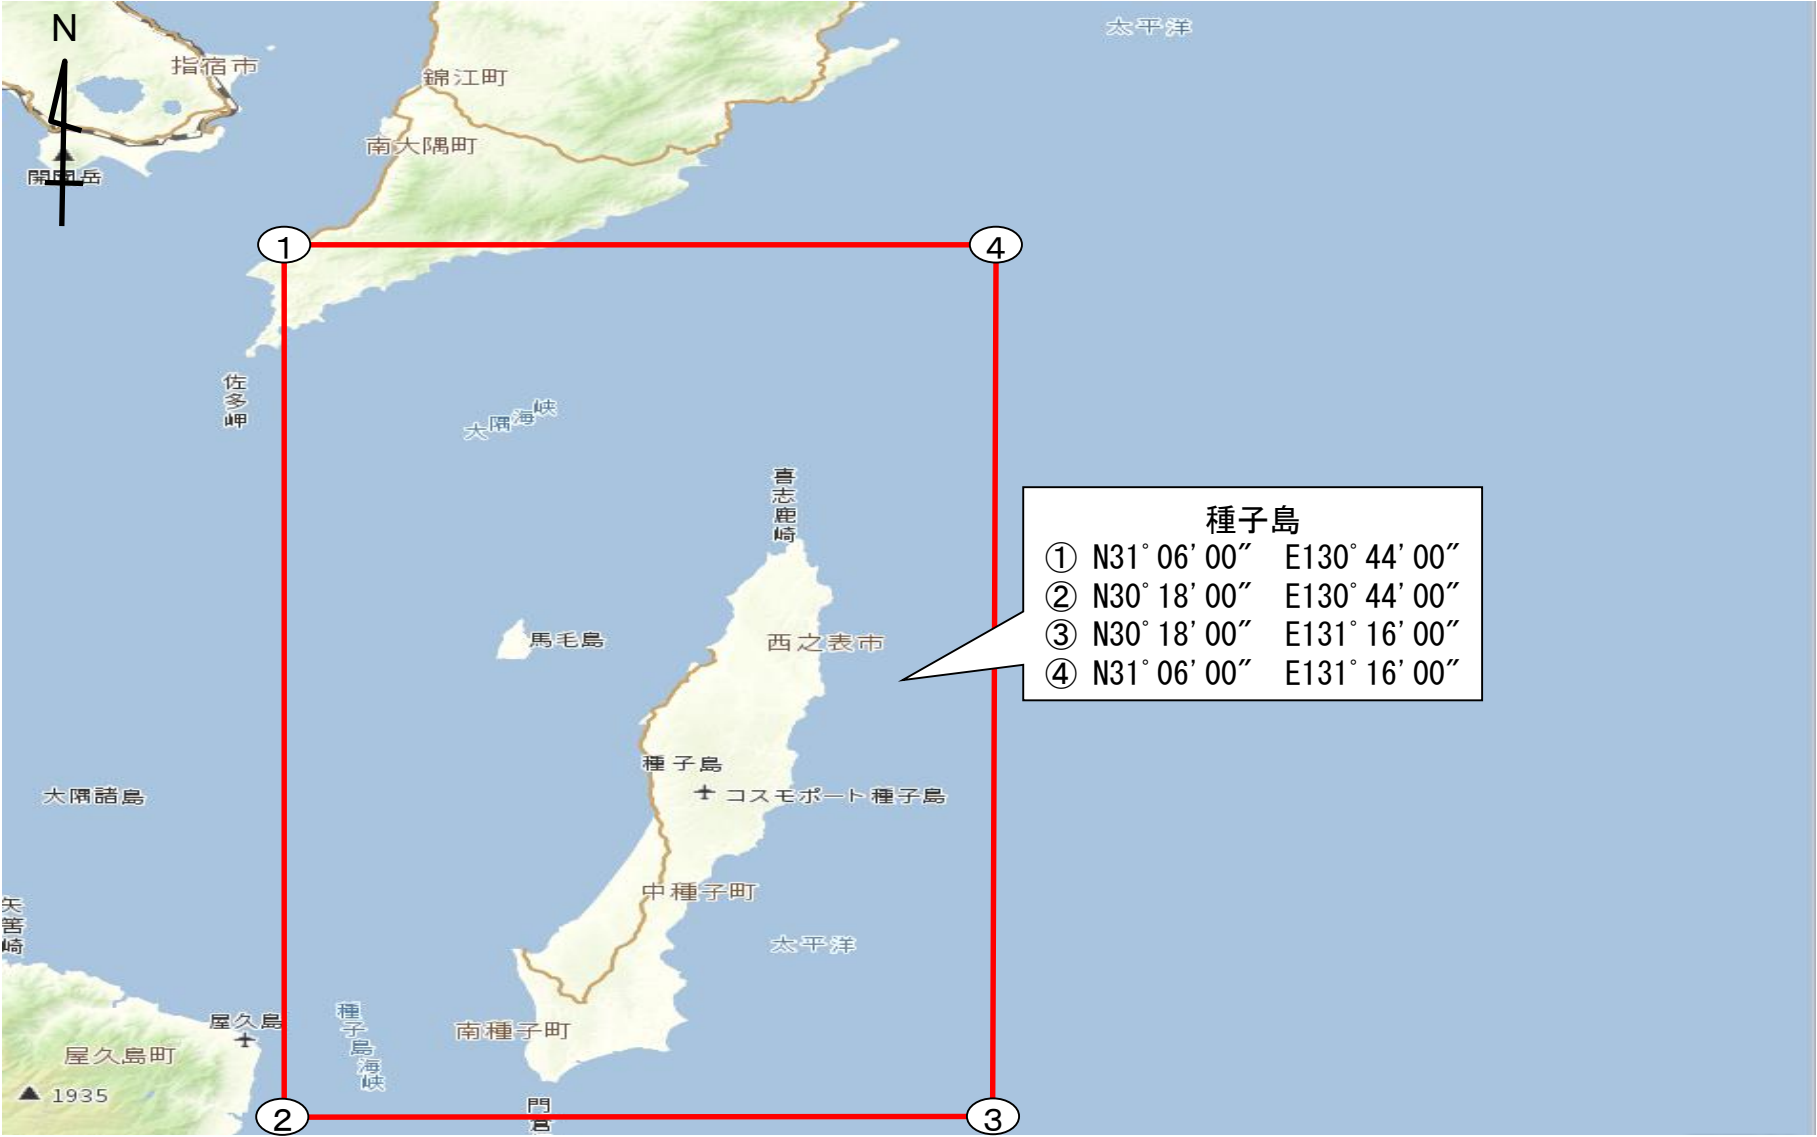 N
太平洋
指宿市
錦江町
南大隅町
開聞岳
①
④
佐多岬
大隅海峡
喜志鹿崎
種子島
① N31°06'00″ E130°44'00″
② N30°18'00″ E130°44'00″
③ N30°18'00″ E131°16'00″
④ N31°06'00″ E131°16'00″
馬毛島
西之表市
種子島
コスモポート種子島
大隅諸島
中種子町
矢筈崎
太平洋
屋久島
種子島海峡
南種子町
屋久島町
1935
門倉
②
③